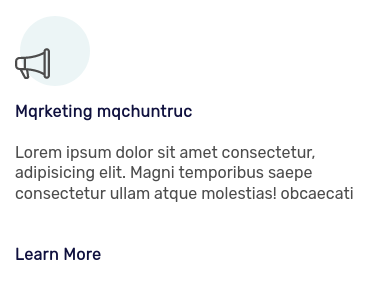 Mqrketing mqchuntruc
Lorem ipsum dolor sit amet consectetur,
adipisicing elit. Magni temporibus saepe
consectetur ullam atque molestias! obcaecati
Learn More